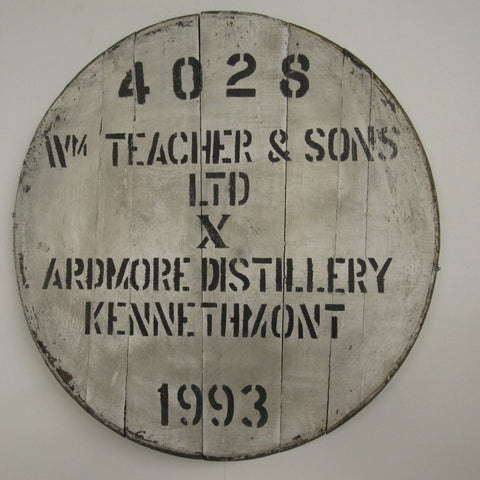 4028
WM TEACHER & SONS
LTD
X
ARDMORE DISTILLERY
KENNETHMONT
1993